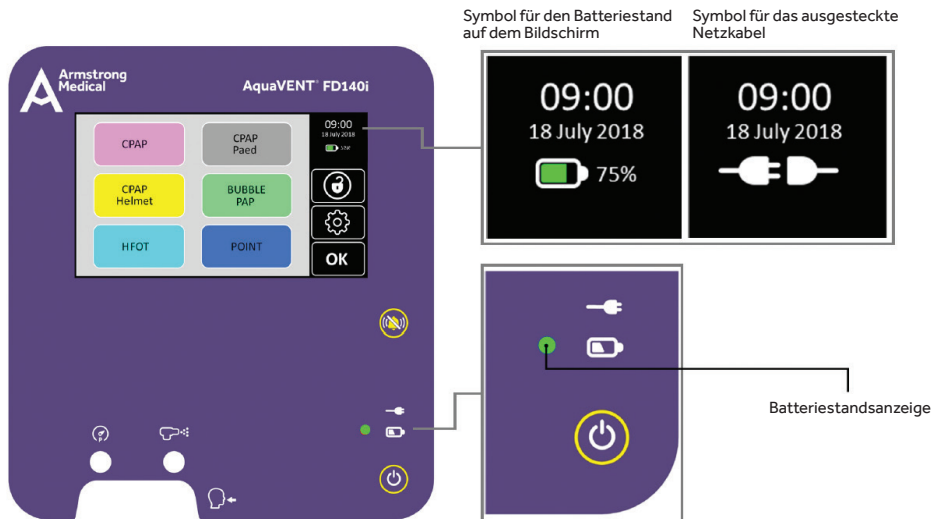 Symbol für den Batteriestand
auf dem Bildschirm
Symbol für das ausgesteckte
Netzkabel
Armstrong
Medical
AquaVENT® FD140i
CPAP
CPAP
Paed
CPAP
Helmet
BUBBLE
PAP
HFOT
POINT
09:00
18 July 2018
OK
09:00
18 July 2018
75%
09:00
18 July 2018
Batteriestandsanzeige
P